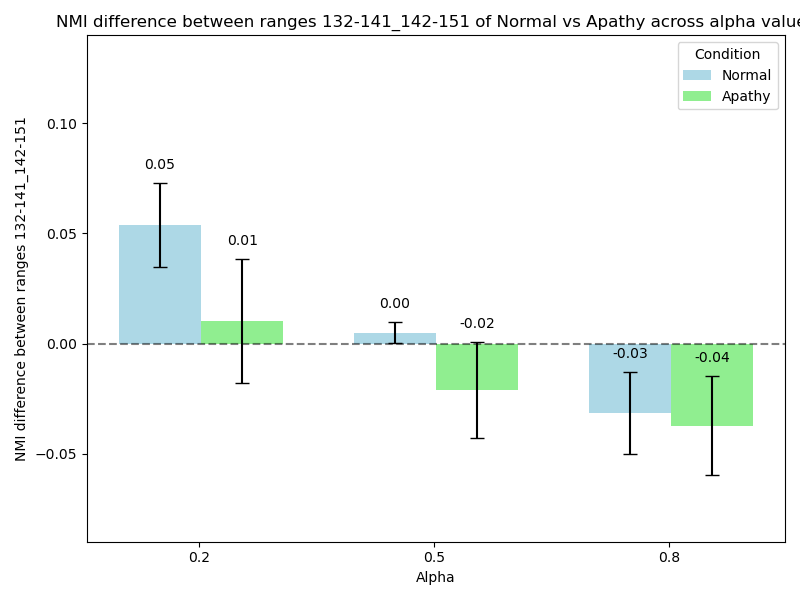 NMI difference between ranges 132-141_142-151 of Normal vs Apathy across alpha value
Condition
Normal
Apathy
NMI difference between ranges 132-141_142-151
0.10
0.05
0.00
−0.05
0.05
0.01
0.00
-0.02
-0.03
-0.04
0.2
0.5
0.8
Alpha